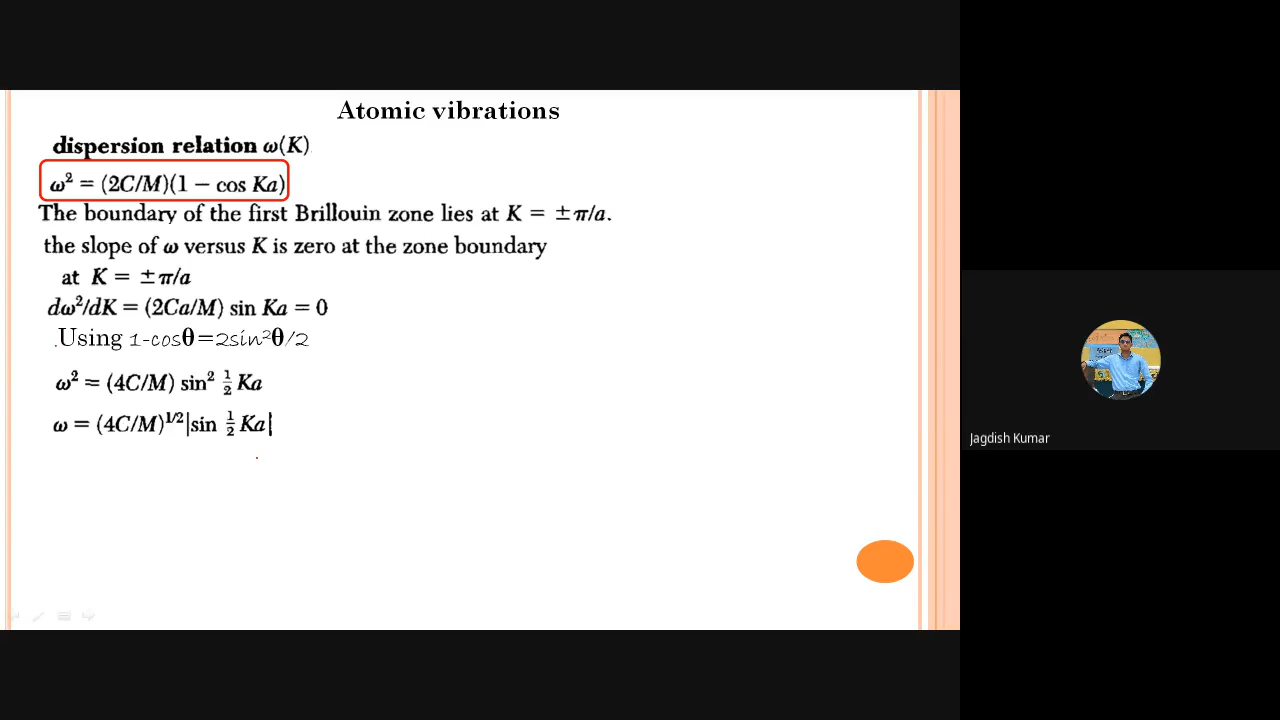 Atomic vibrations
dispersion relation ω(K)
ω² = (2C/M)(1 − cos Ka)
The boundary of the first Brillouin zone lies at K = ±π/a.
the slope of ω versus K is zero at the zone boundary
at K = ±π/a
dω²/dK = (2Ca/M) sin Ka = 0
.Using 1-cosθ=2sin²θ/2
ω² = (4C/M) sin² ½ Ka
ω = (4C/M)^1/2 |sin ½ Ka|
Jagdish Kumar